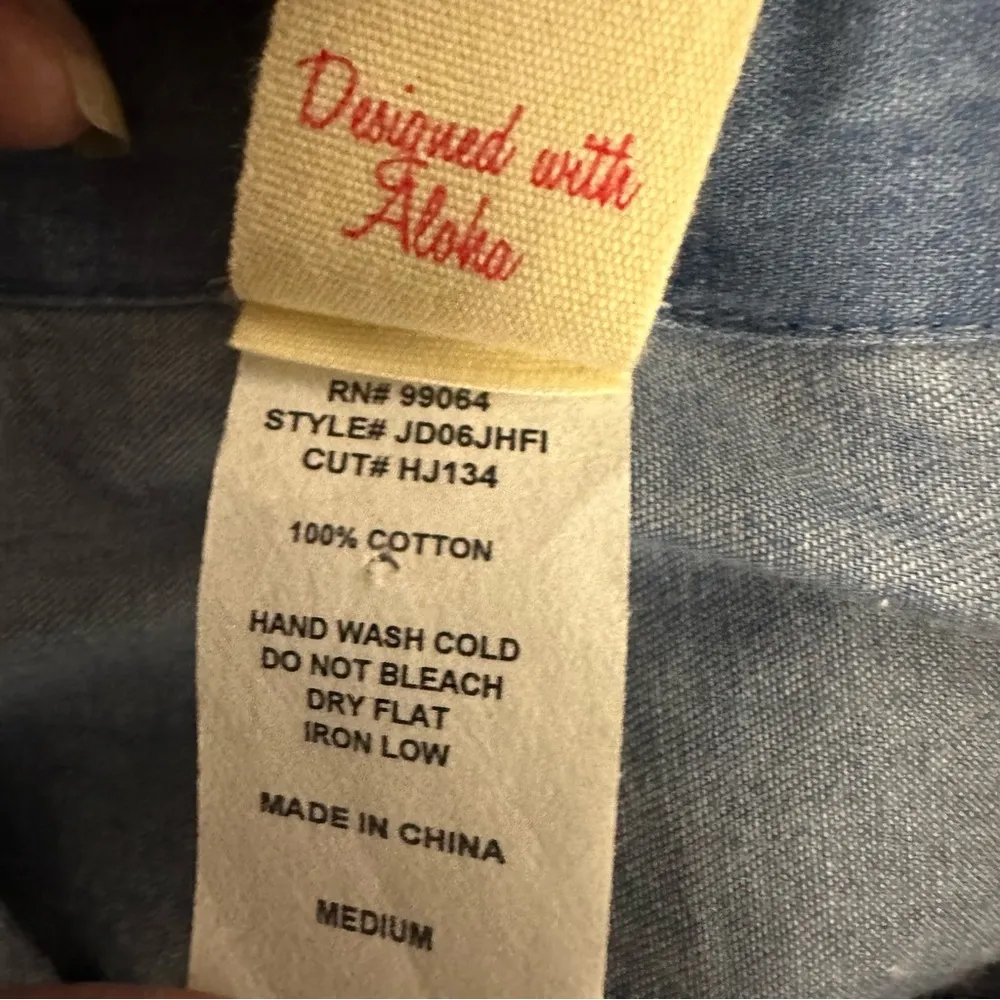 Designed with
Aloha
RN# 99064
STYLE# JD06JHFI
CUT# HJ134
100% COTTON
HAND WASH COLD
DO NOT BLEACH
DRY FLAT
IRON LOW
MADE IN CHINA
MEDIUM